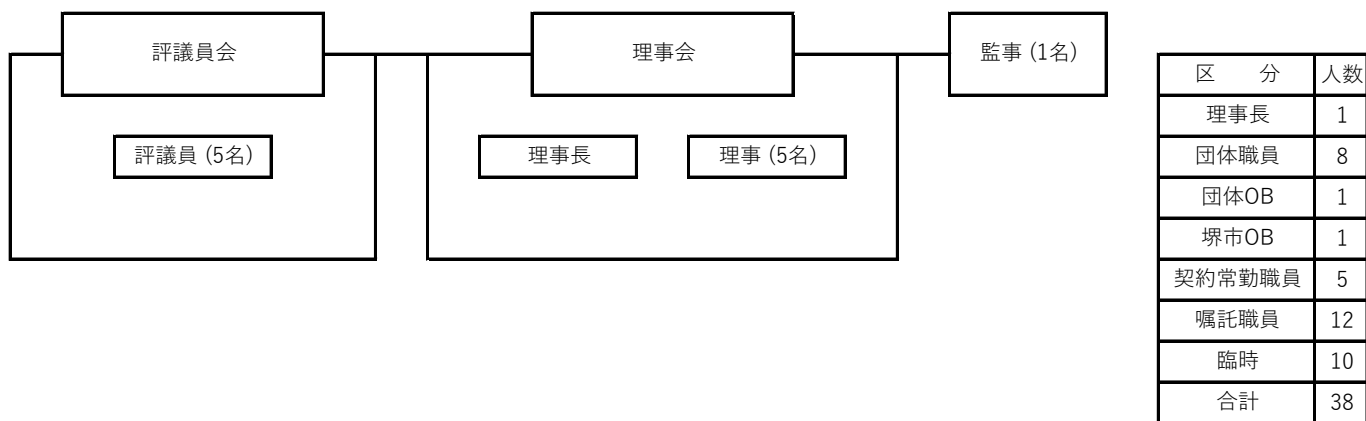 評議員会
理事会
監事 (1名)
評議員 (5名)
理事長
理事 (5名)
区　　分 人数
理事長 1
団体職員 8
団体OB 1
堺市OB 1
契約常勤職員 5
嘱託職員 12
臨時 10
合計 38